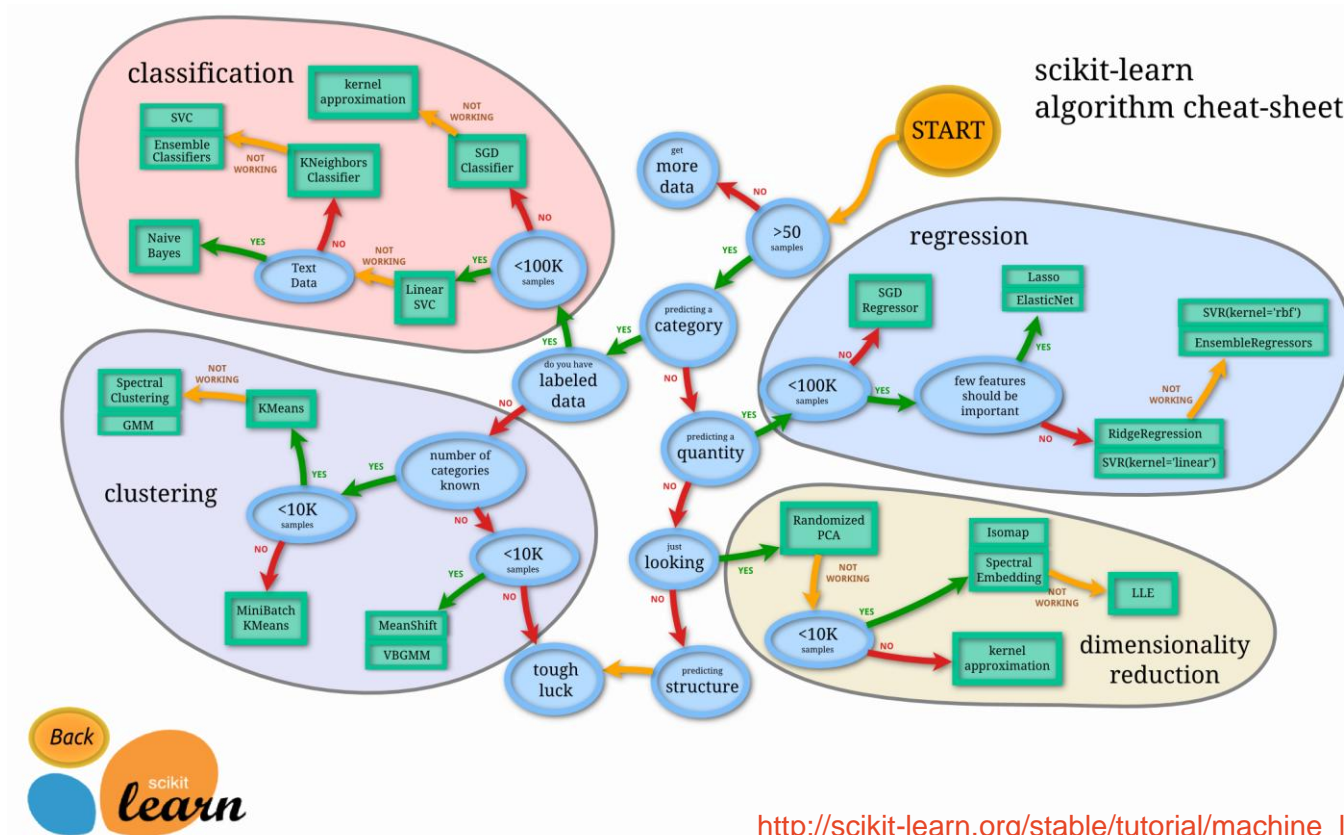 scikit-learn
algorithm cheat-sheet
START
classification
kernel
approximation
NOT
WORKING
SVC
Ensemble
Classifiers
NOT
WORKING
KNeighbors
Classifier
SGD
Classifier
NO
Naive
Bayes
YES
Text
Data
NO
NOT
WORKING
Linear
SVC
YES
<100K
samples
YES
get
more
data
NO
>50
samples
YES
predicting a
category
YES
NO
do you have
labeled
data
NO
predicting a
quantity
YES
NO
just
looking
YES
NO
predicting
structure
tough
luck
regression
SGD
Regressor
NO
<100K
samples
YES
Lasso
ElasticNet
YES
few features
should be
important
NO
SVR(kernel='rbf')
EnsembleRegressors
NOT
WORKING
RidgeRegression
SVR(kernel='linear')
clustering
Spectral
Clustering
GMM
NOT
WORKING
KMeans
YES
<10K
samples
YES
number of
categories
known
NO
NO
MiniBatch
KMeans
<10K
samples
YES
NO
MeanShift
VBGMM
dimensionality
reduction
Randomized
PCA
NOT
WORKING
<10K
samples
YES
NO
Isomap
Spectral
Embedding
NOT
WORKING
LLE
kernel
approximation
Back
scikit
learn
http://scikit-learn.org/stable/tutorial/machine_l